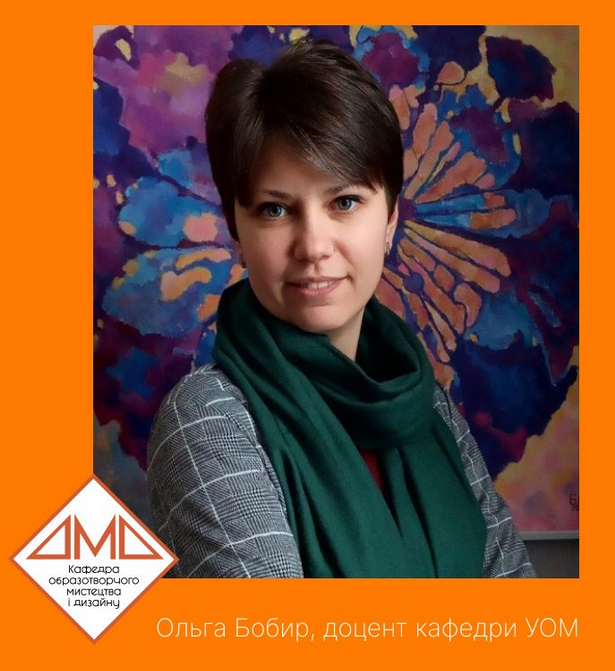 ДМД
Кафедра
образотворчого
мистецтва
і дизайну
Ольга Бобир, доцент кафедри УОМ